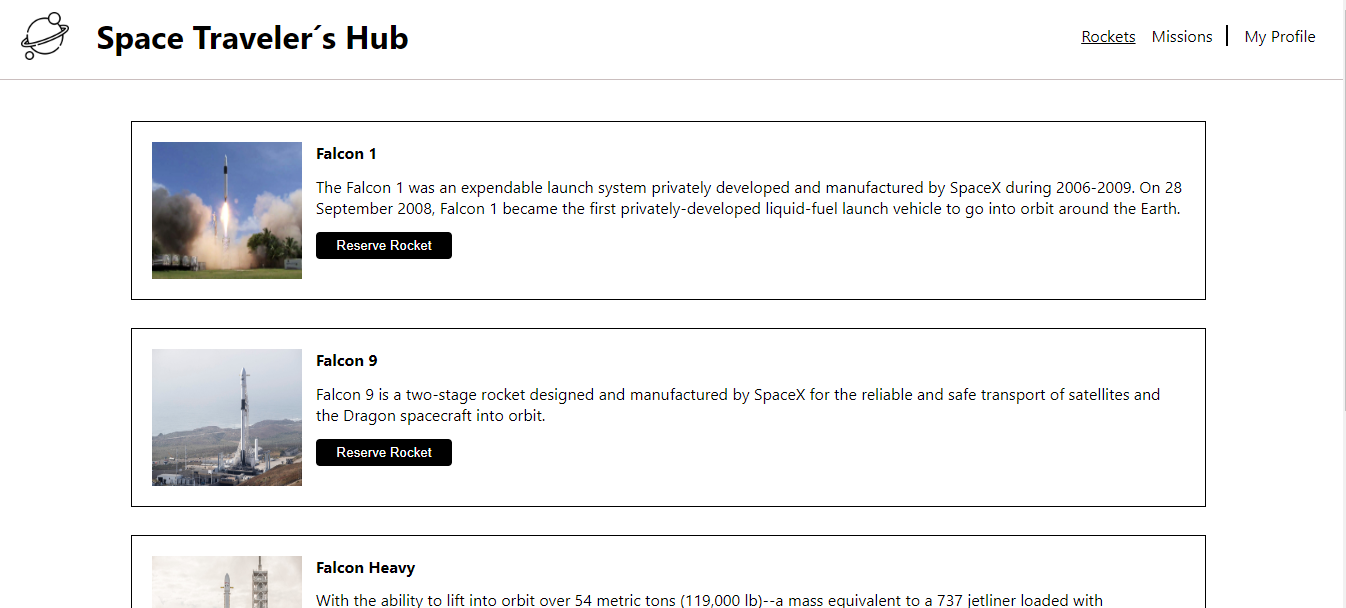 Space Traveler´s Hub
Rockets Missions My Profile
Falcon 1
The Falcon 1 was an expendable launch system privately developed and manufactured by SpaceX during 2006-2009. On 28
September 2008, Falcon 1 became the first privately-developed liquid-fuel launch vehicle to go into orbit around the Earth.
Reserve Rocket
Falcon 9
Falcon 9 is a two-stage rocket designed and manufactured by SpaceX for the reliable and safe transport of satellites and
the Dragon spacecraft into orbit.
Reserve Rocket
Falcon Heavy
With the ability to lift into orbit over 54 metric tons (119,000 lb)--a mass equivalent to a 737 jetliner loaded with